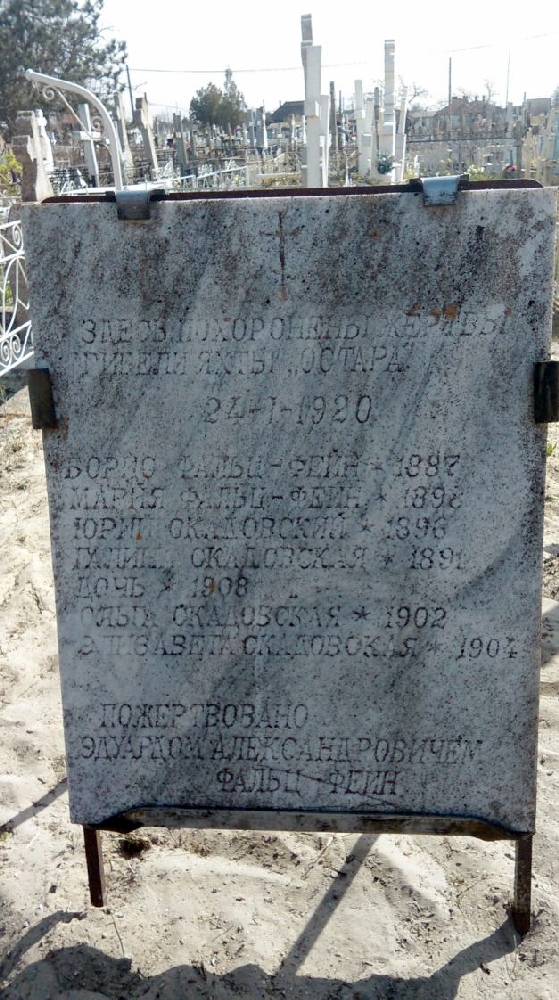 ЗДЕСЬ ПОХОРОНЕНЫ ЖЕРТВЫ
ГИБЕЛИ ЯХТЫ „ОСТАРА"
24-I-1920
БОРИС ФАЛЬЦ-ФЕЙН * 1887
МАРИЯ ФАЛЬЦ-ФЕЙН * 1898
ЮРИЙ СКАДОВСКИЙ * 1896
ГАЛИНА СКАДОВСКАЯ * 1891
ДОЧЬ * 1908
ОЛЬГА СКАДОВСКАЯ * 1902
ЭЛИЗАВЕТА СКАДОВСКАЯ * 1904
ПОЖЕРТВОВАНО
ЭДУАРДОМ АЛЕКСАНДРОВИЧЕМ
ФАЛЬЦ-ФЕЙН